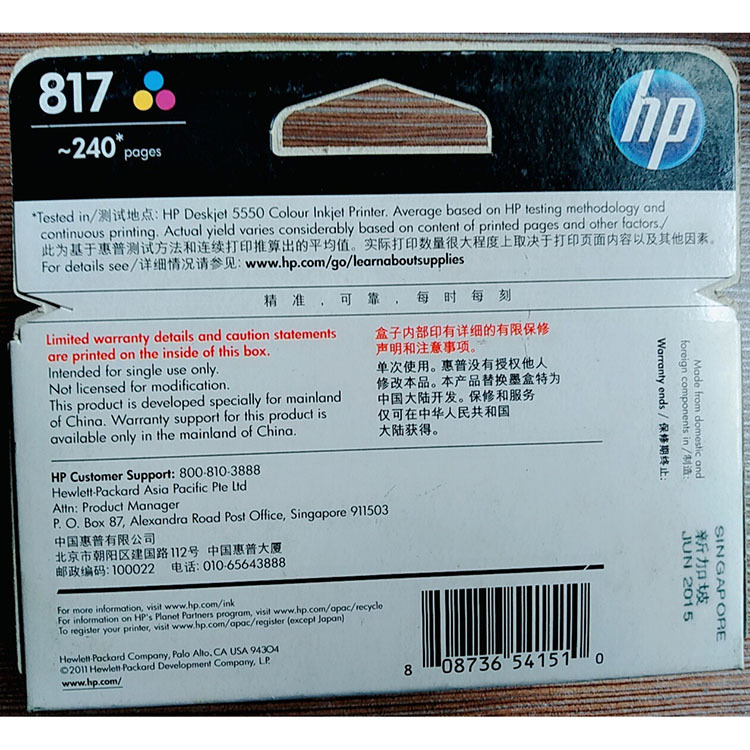 817
hp
~240* pages
*Tested in/测试地点: HP Deskjet 5550 Colour Inkjet Printer. Average based on HP testing methodology and
continuous printing. Actual yield varies considerably based on content of printed pages and other factors./
此为基于惠普测试方法和连续打印推算出的平均值。实际打印数量很大程度上取决于打印页面内容以及其他因素。
For details see/详细情况请参见: www.hp.com/go/learnaboutsupplies
精准,可靠,每时每刻
Limited warranty details and caution statements
are printed on the inside of this box.
Intended for single use only.
Not licensed for modification.
This product is developed specially for mainland
of China. Warranty support for this product is
available only in the mainland of China.
盒子内部印有详细的有限保修
声明和注意事项。
单次使用。惠普没有授权他人
修改本品。本产品替换墨盒特为
中国大陆开发。保修和服务
仅可在中华人民共和国
大陆获得。
Made from domestic and
foreign components in /制造:
Warranty ends / 保修期终止:
SINGAPORE
新加坡
JUN 2015
HP Customer Support: 800-810-3888
Hewlett-Packard Asia Pacific Pte Ltd
Attn: Product Manager
P. O. Box 87, Alexandra Road Post Office, Singapore 911503
中国惠普有限公司
北京市朝阳区建国路112号 中国惠普大厦
邮政编码: 100022 电话: 010-65643888
For more information, visit www.hp.com/ink
For information on HP's Planet Partners program, visit www.hp.com/apac/recycle
To register your printer, visit www.hp.com/apac/register (except Japan)
Hewlett-Packard Company, Palo Alto, CA USA 94304
©2011 Hewlett-Packard Development Company, L.P.
www.hp.com/
8 08736 54151 0